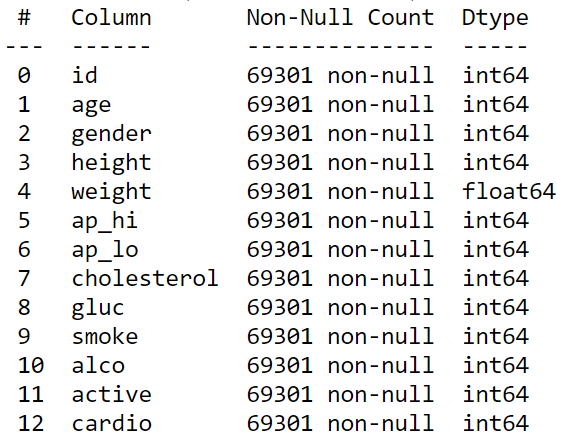 #   Column       Non-Null Count  Dtype
---  ------       --------------  -----
0   id           69301 non-null  int64
1   age          69301 non-null  int64
2   gender       69301 non-null  int64
3   height       69301 non-null  int64
4   weight       69301 non-null  float64
5   ap_hi        69301 non-null  int64
6   ap_lo        69301 non-null  int64
7   cholesterol  69301 non-null  int64
8   gluc         69301 non-null  int64
9   smoke        69301 non-null  int64
10  alco         69301 non-null  int64
11  active       69301 non-null  int64
12  cardio       69301 non-null  int64